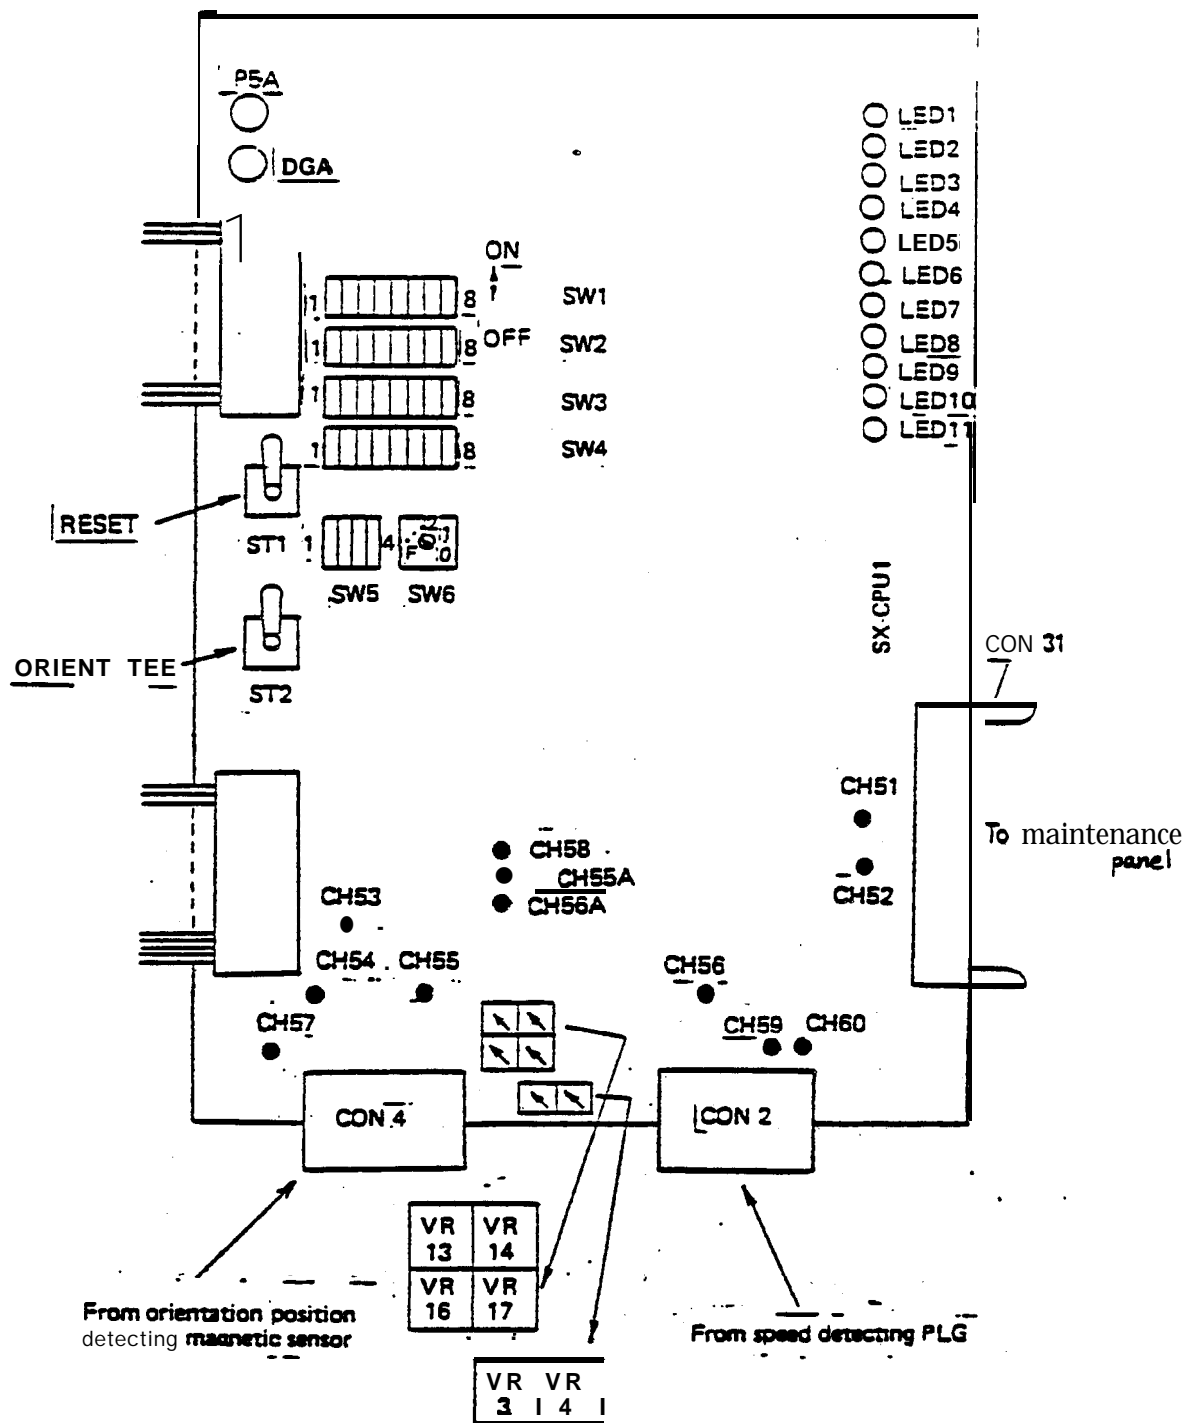 P5A
DGA
LED1
LED2
LED3
LED4
LED5
LED6
LED7
LED8
LED9
LED10
LED11
ON
1 8 SW1
OFF
1 8 SW2
1 8 SW3
1 8 SW4
RESET
ST1
1 4
2 1
F 0
SW5 SW6
SX-CPU1
ORIENT TEE
ST2
CON 31
CH51
To maintenance
panel
CH52
CH58
CH55A
CH56A
CH53
CH54 CH55
CH56
CH57
CH59 CH60
CON 4
CON 2
VR 13
VR 14
VR 16
VR 17
From orientation position
detecting magnetic sensor
From speed detecting PLG
VR VR
3 4